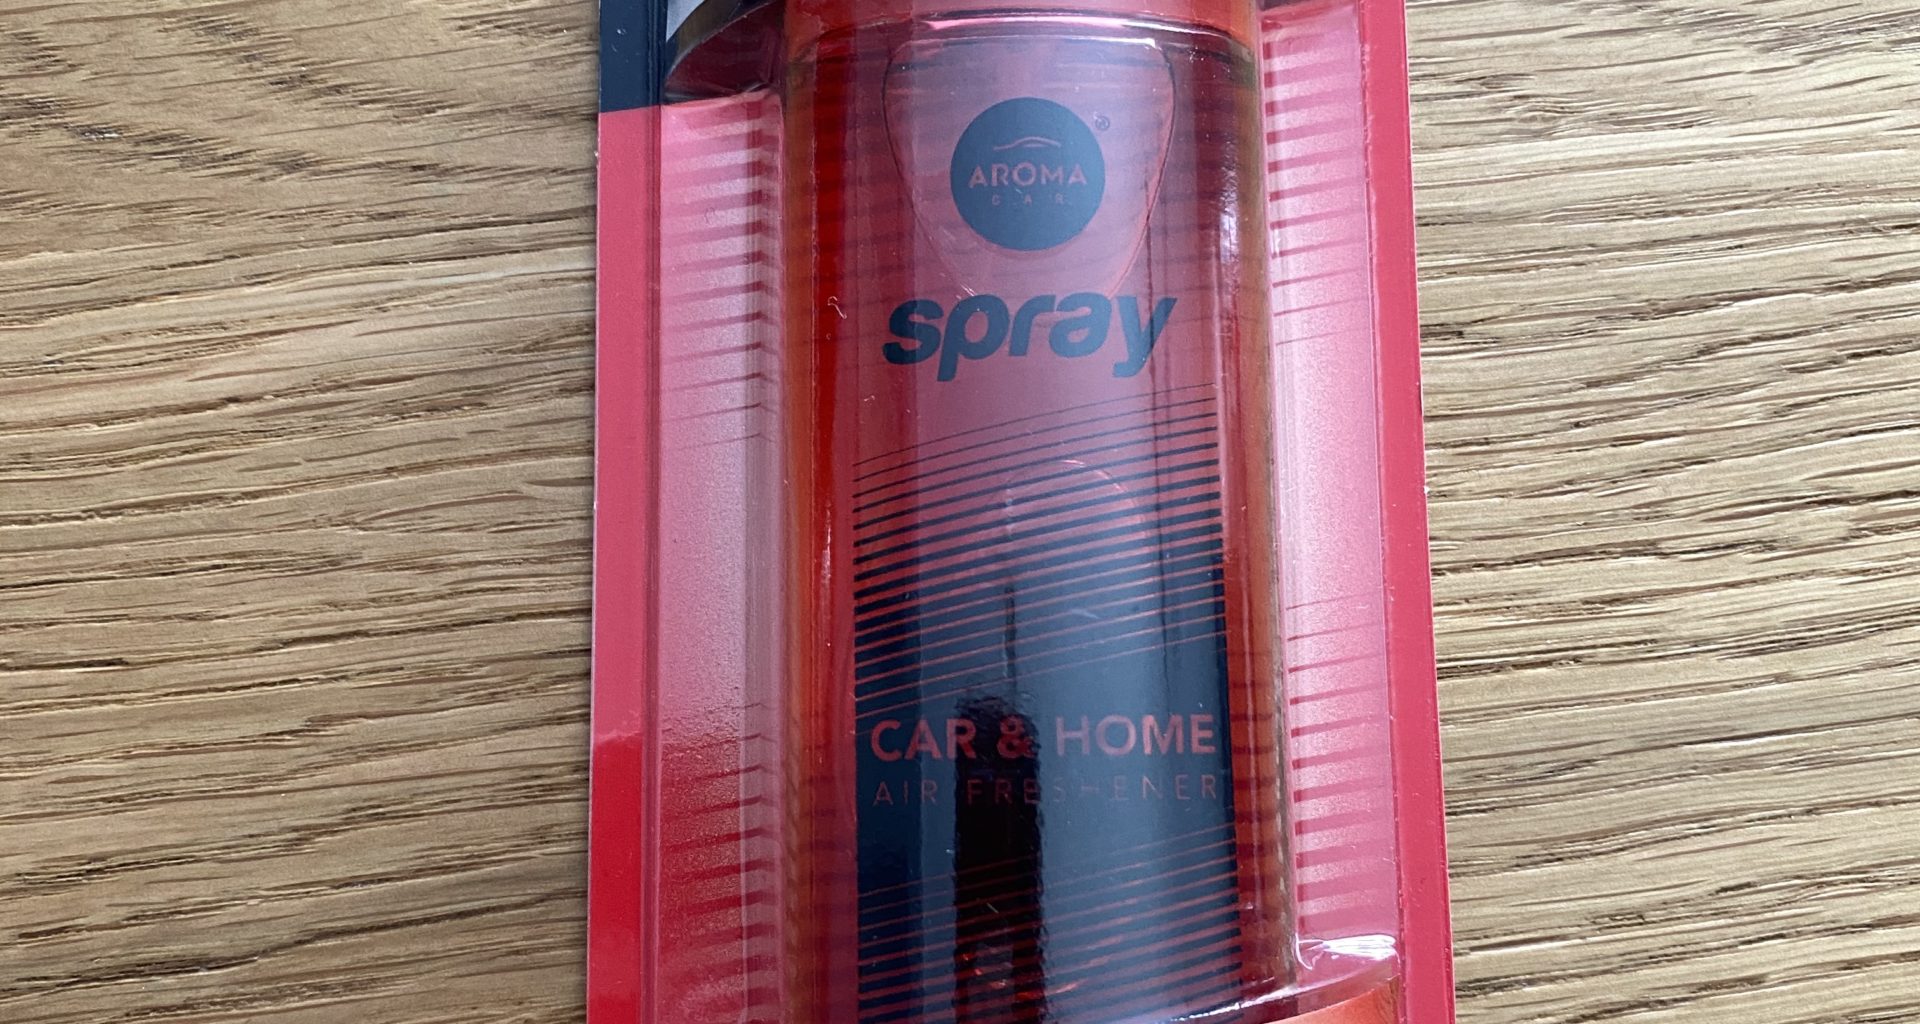 AROMA
CAR
®
spray
CAR & HOME
AIR FRESHENER